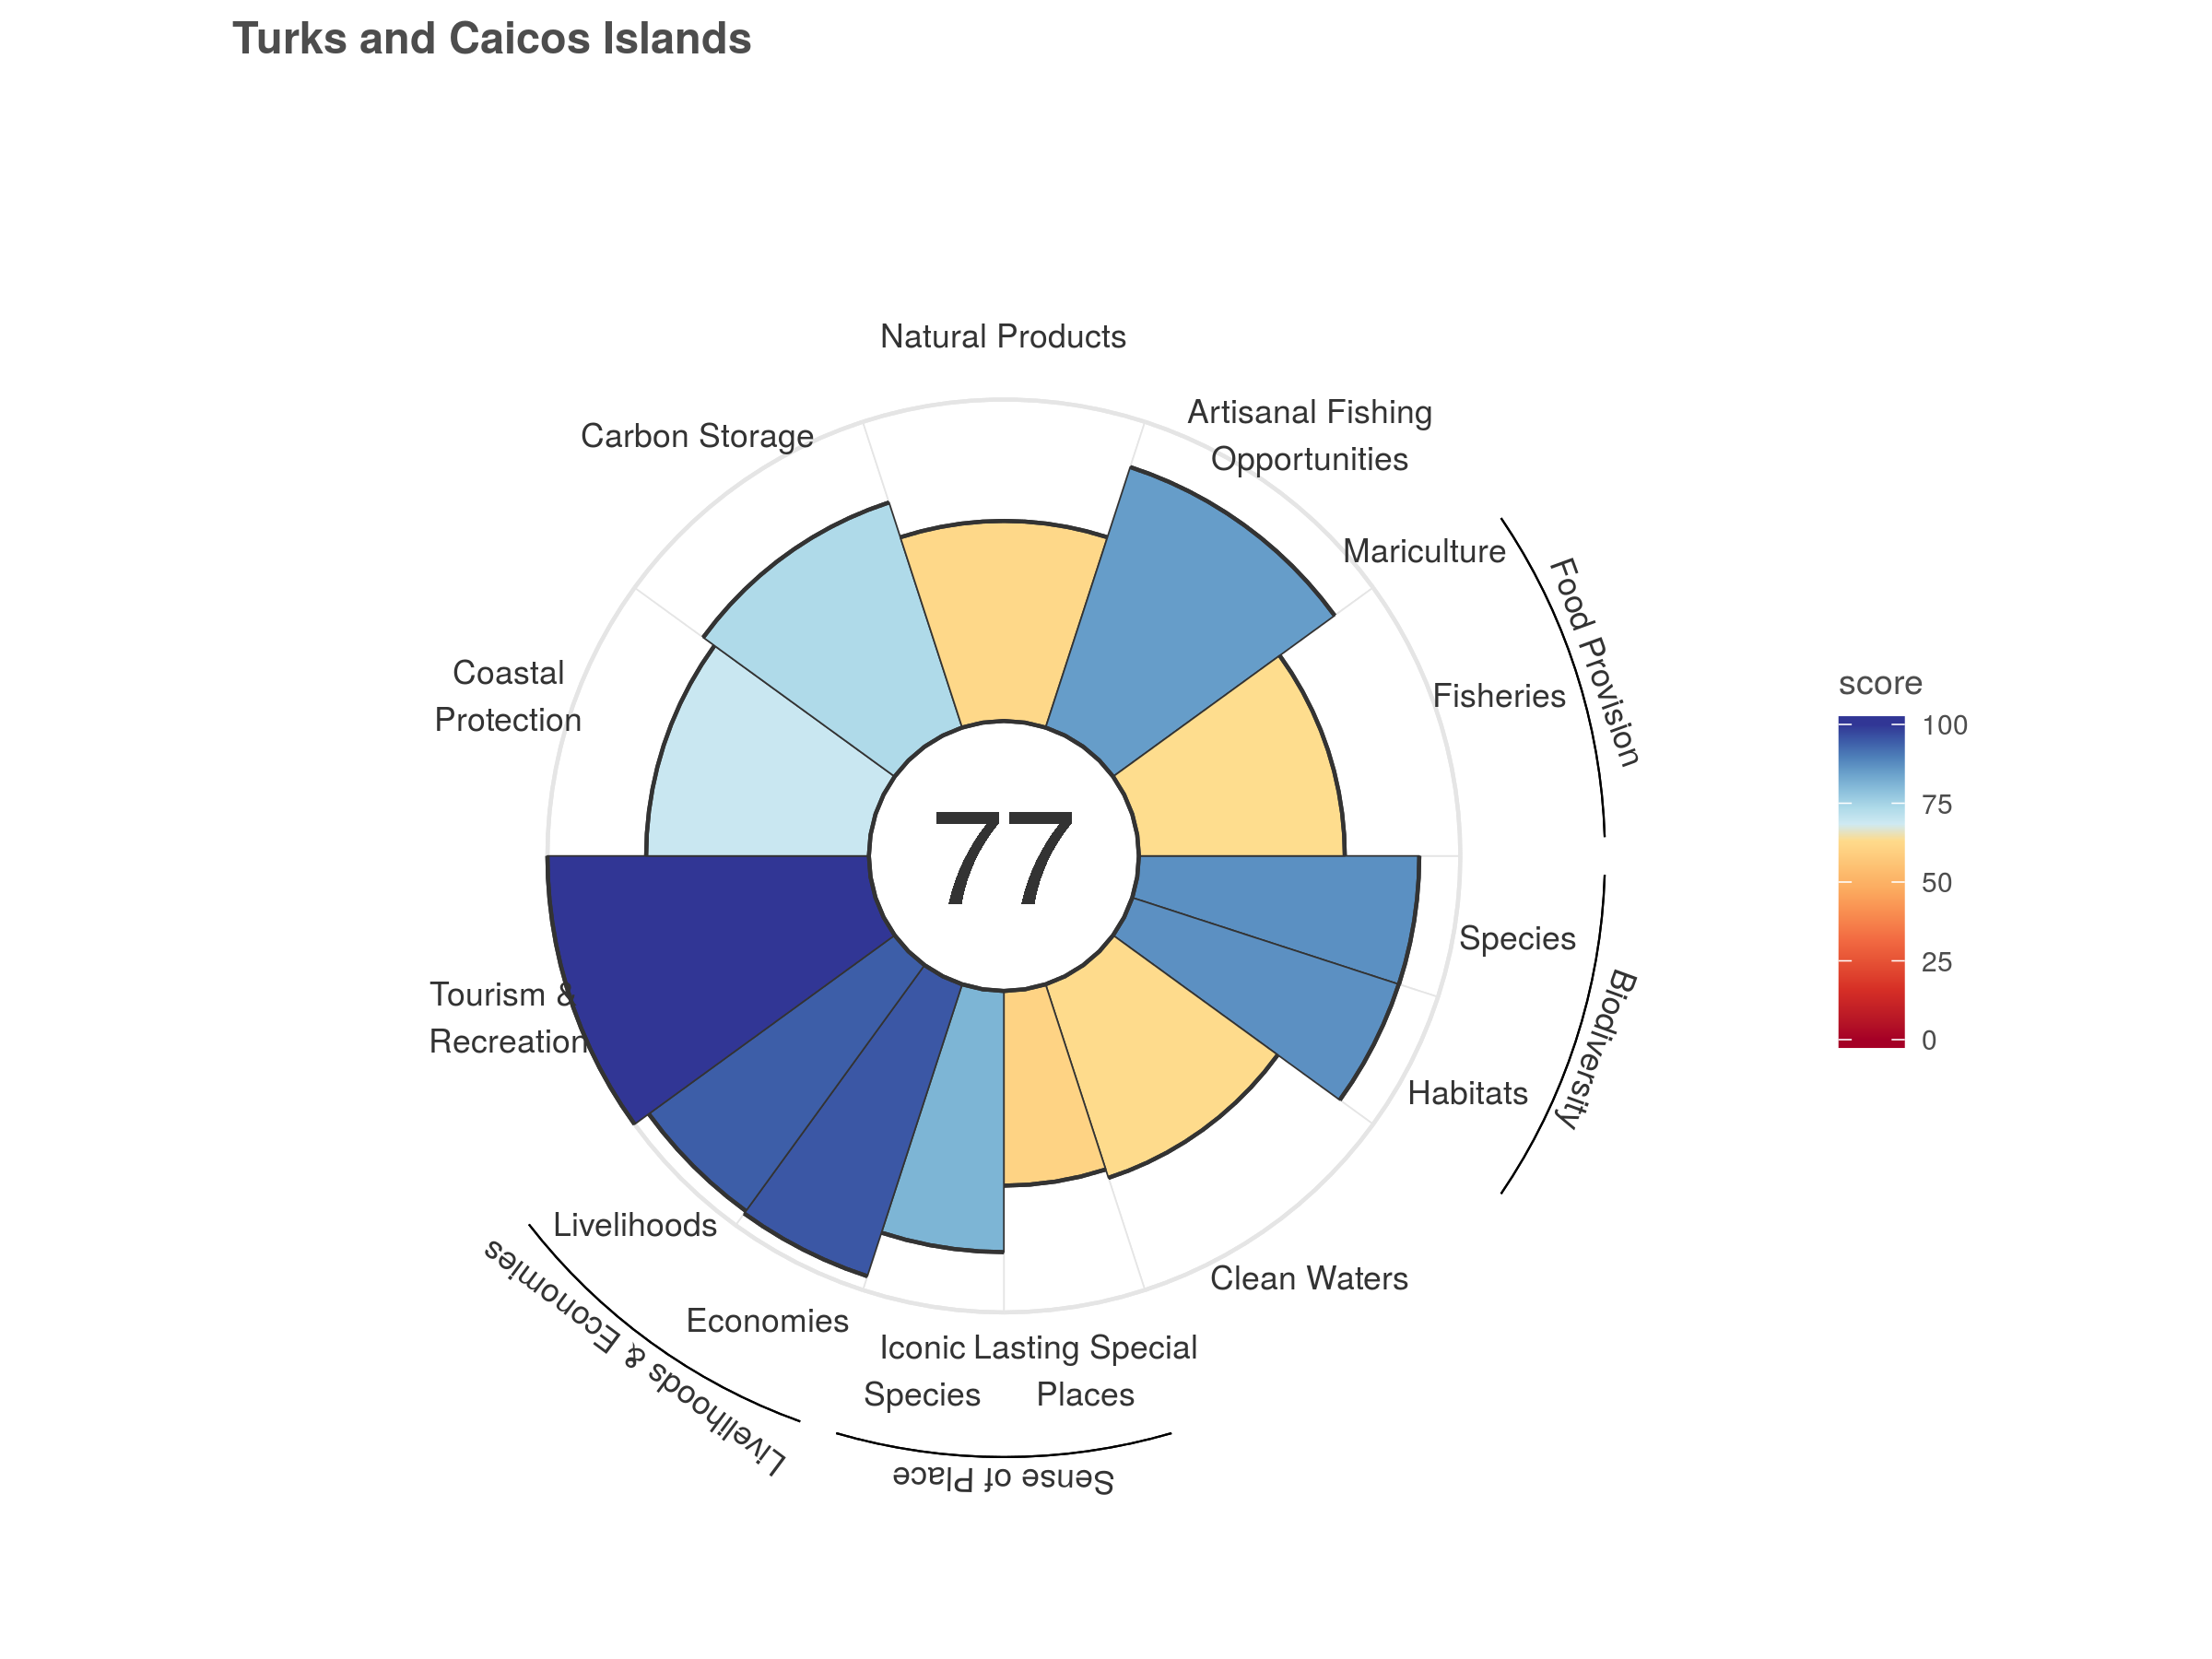 Turks and Caicos Islands
Natural Products
Artisanal Fishing
Opportunities
Carbon Storage
Mariculture
Food Provision
Coastal
Protection
Fisheries
score
100
75
50
25
0
77
Species
Biodiversity
Tourism &
Recreation
Habitats
Livelihoods
Clean Waters
Livelihoods & Economies
Economies
Iconic
Species
Lasting Special
Places
Sense of Place